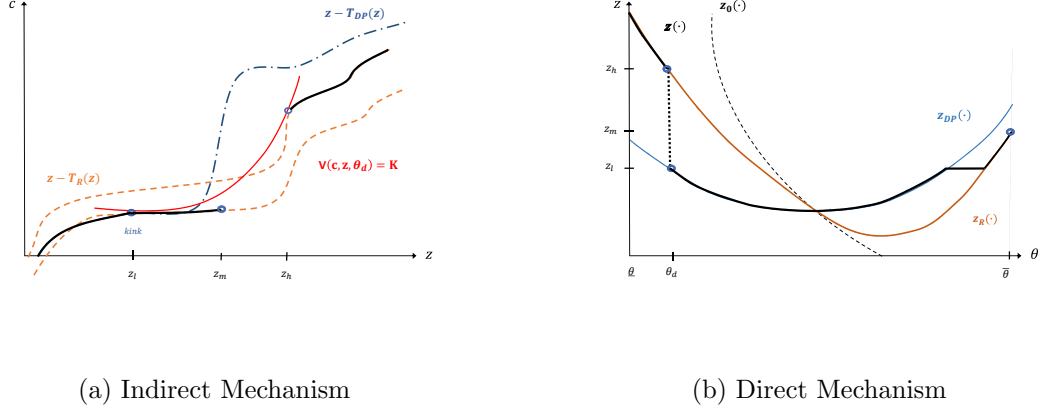 c
z − T_DP(z)
z − T_R(z)
V(c, z, θ_d) = K
kink
z_l
z_m
z_h
Z
(a) Indirect Mechanism
z
z_0(·)
z(·)
z_h
z_DP(·)
z_m
z_l
z_R(·)
θ
θ_d
θ
θ
(b) Direct Mechanism